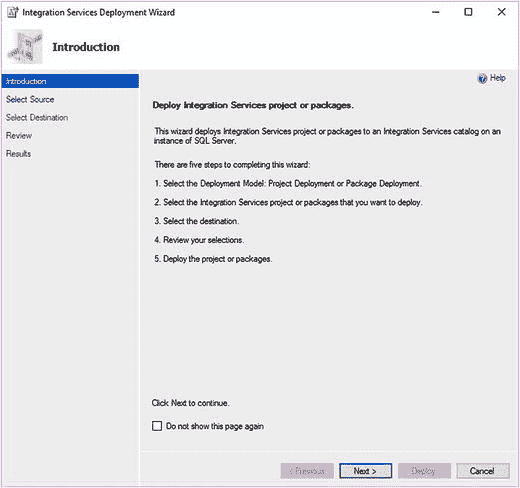 Integration Services Deployment Wizard
Introduction
Help
Introduction
Select Source
Select Destination
Review
Results
Deploy Integration Services project or packages.
This wizard deploys Integration Services project or packages to an Integration Services catalog on an
instance of SQL Server.
There are five steps to completing this wizard:
1. Select the Deployment Model: Project Deployment or Package Deployment.
2. Select the Integration Services project or packages that you want to deploy.
3. Select the destination.
4. Review your selections.
5. Deploy the project or packages.
Click Next to continue.
Do not show this page again
< Previous
Next >
Deploy
Cancel